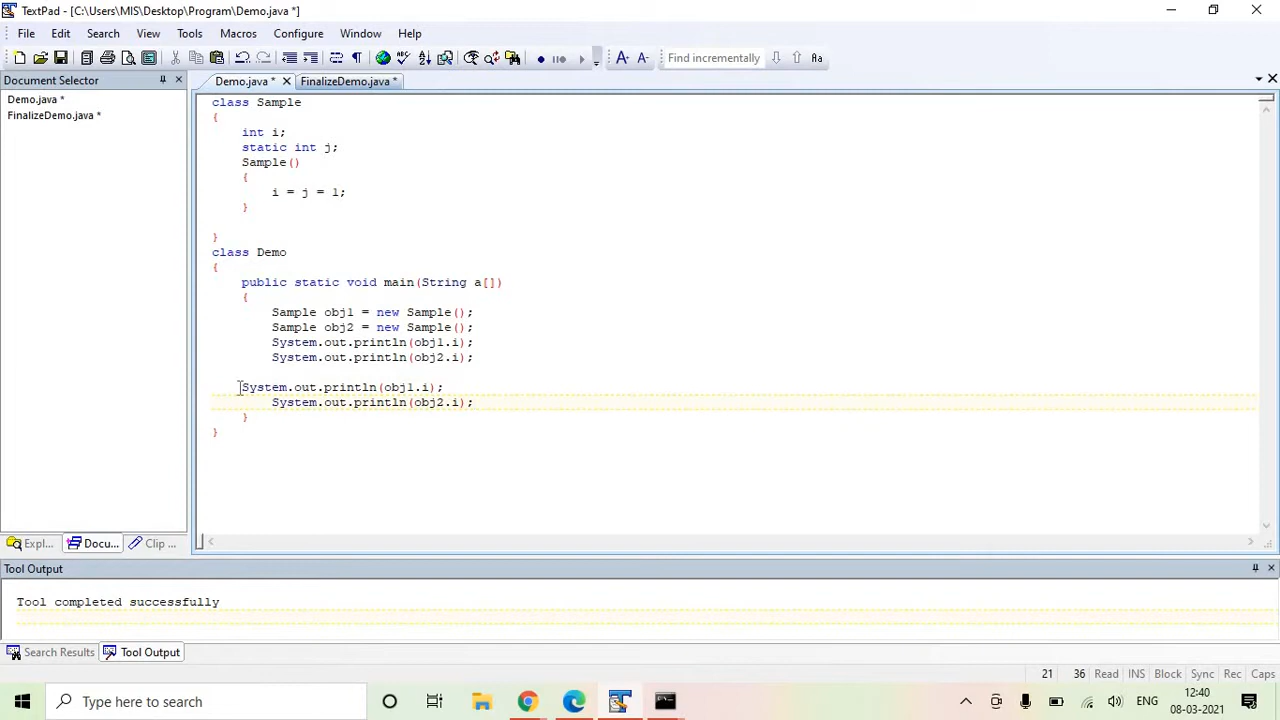 TextPad - [C:\Users\MIS\Desktop\Program\Demo.java *]
File Edit Search View Tools Macros Configure Window Help
Find incrementally
Document Selector
Demo.java *
FinalizeDemo.java *
Demo.java *
FinalizeDemo.java *
class Sample
{
int i;
static int j;
Sample()
{
i = j = 1;
}
}
class Demo
{
public static void main(String a[])
{
Sample obj1 = new Sample();
Sample obj2 = new Sample();
System.out.println(obj1.i);
System.out.println(obj2.i);
System.out.println(obj1.i);
System.out.println(obj2.i);
}
}
Expl... Docu... Clip ...
Tool Output
Tool completed successfully
Search Results Tool Output
21 36 Read INS Block Sync Rec Caps
Type here to search
ENG
12:40
08-03-2021